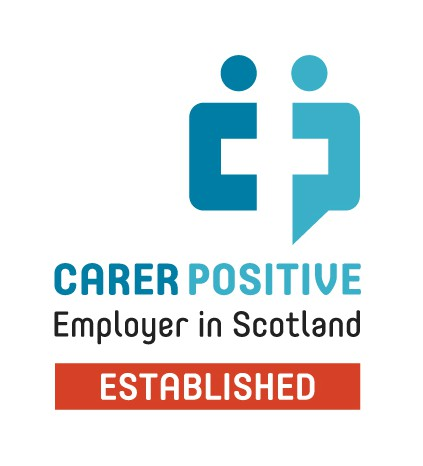 CARER POSITIVE
Employer in Scotland
ESTABLISHED